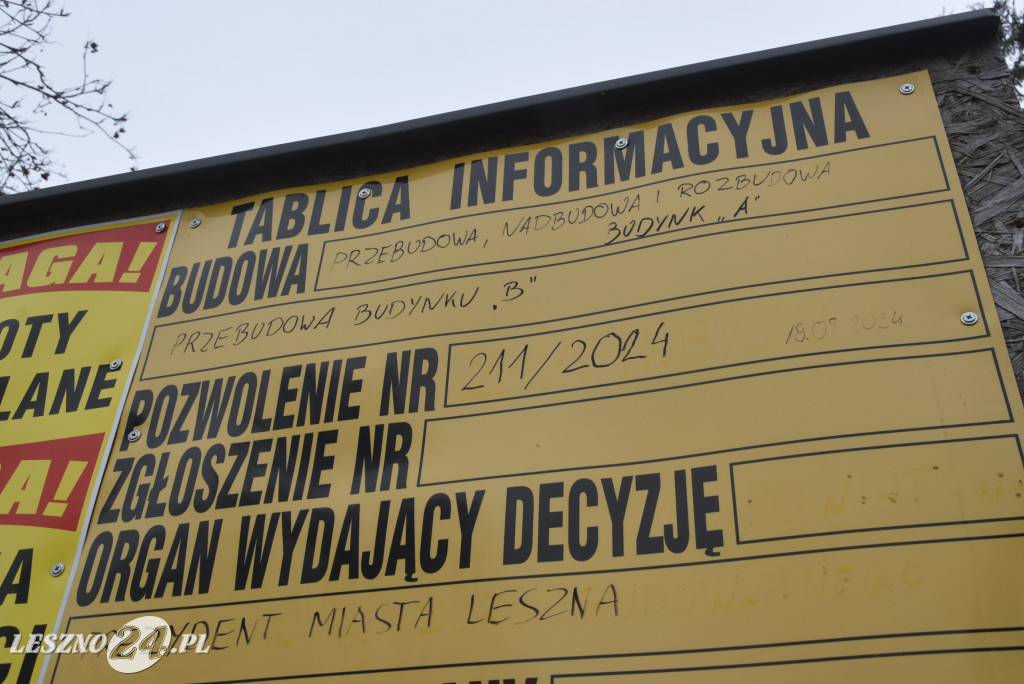 TABLICA INFORMACYJNA
BUDOWA
PRZEBUDOWA, NADBUDOWA I ROZBUDOWA
BUDYNK „A"
PRZEBUDOWA BUDYNKU „B"
POZWOLENIE NR
211/2024
ZGŁOSZENIE NR
ORGAN WYDAJĄCY DECYZJĘ
MIASTA LESZNA
AGA!
OTY
LANE
A!
A
CI
LESZNO24.PL